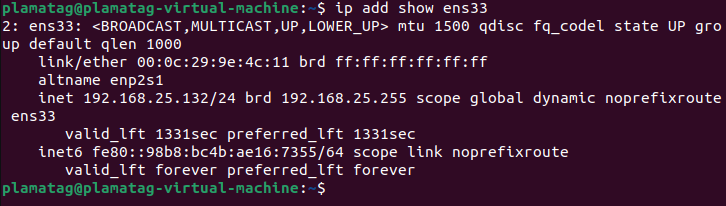 plamatag@plamatag-virtual-machine:~$ ip add show ens33
2: ens33: <BROADCAST,MULTICAST,UP,LOWER_UP> mtu 1500 qdisc fq_codel state UP gro
up default qlen 1000
    link/ether 00:0c:29:9e:4c:11 brd ff:ff:ff:ff:ff:ff
    altname enp2s1
    inet 192.168.25.132/24 brd 192.168.25.255 scope global dynamic noprefixroute
 ens33
       valid_lft 1331sec preferred_lft 1331sec
    inet6 fe80::98b8:bc4b:ae16:7355/64 scope link noprefixroute
       valid_lft forever preferred_lft forever
plamatag@plamatag-virtual-machine:~$